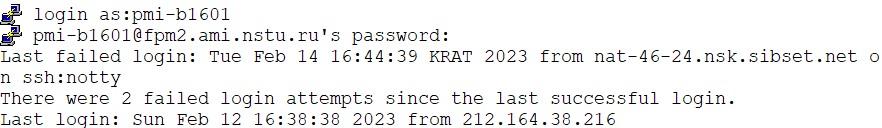 login as:pmi-b1601
pmi-b1601@fpm2.ami.nstu.ru's password:
Last failed login: Tue Feb 14 16:44:39 KRAT 2023 from nat-46-24.nsk.sibset.net o
n ssh:notty
There were 2 failed login attempts since the last successful login.
Last login: Sun Feb 12 16:38:38 2023 from 212.164.38.216